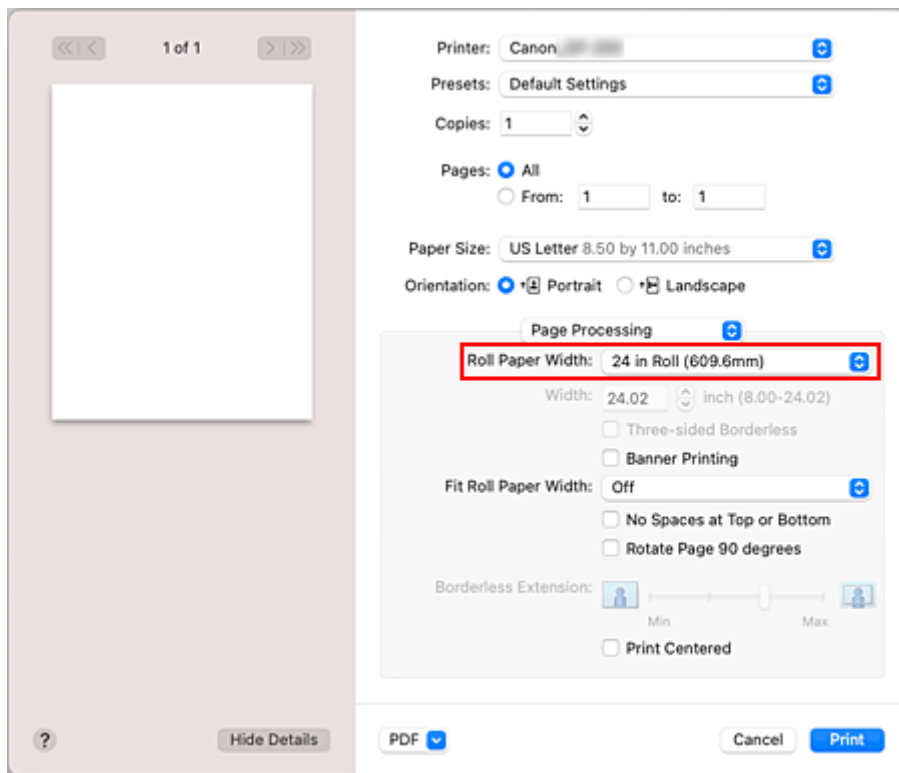 1 of 1
Printer: Canon
Presets: Default Settings
Copies: 1
Pages: All
From: 1 to: 1
Paper Size: US Letter 8.50 by 11.00 inches
Orientation: Portrait Landscape
Page Processing
Roll Paper Width: 24 in Roll (609.6mm)
Width: 24.02 inch (8.00-24.02)
Three-sided Borderless
Banner Printing
Fit Roll Paper Width: Off
No Spaces at Top or Bottom
Rotate Page 90 degrees
Borderless Extension:
Min Max
Print Centered
? Hide Details PDF Cancel Print